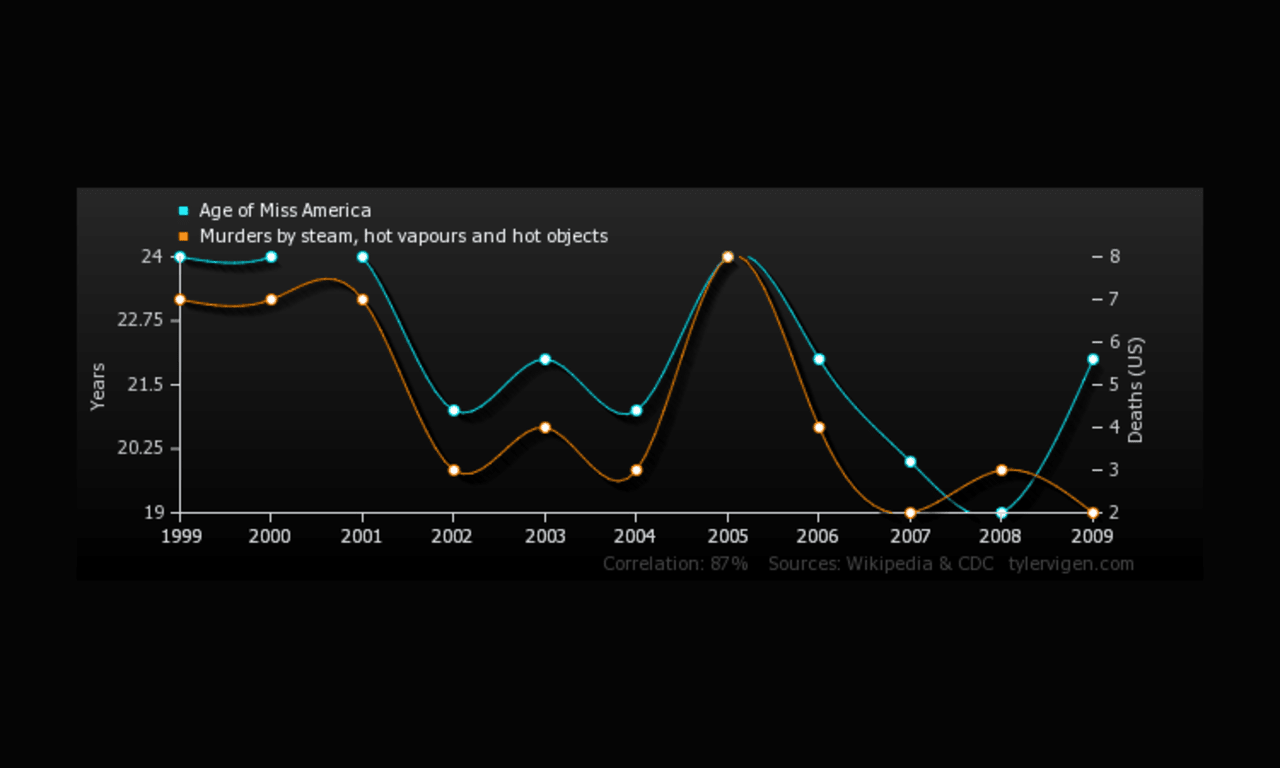 Age of Miss America
Murders by steam, hot vapours and hot objects
24
22.75
21.5
20.25
19
Years
8
7
6
5
4
3
2
Deaths (US)
1999 2000 2001 2002 2003 2004 2005 2006 2007 2008 2009
Correlation: 87% Sources: Wikipedia & CDC tylervigen.com